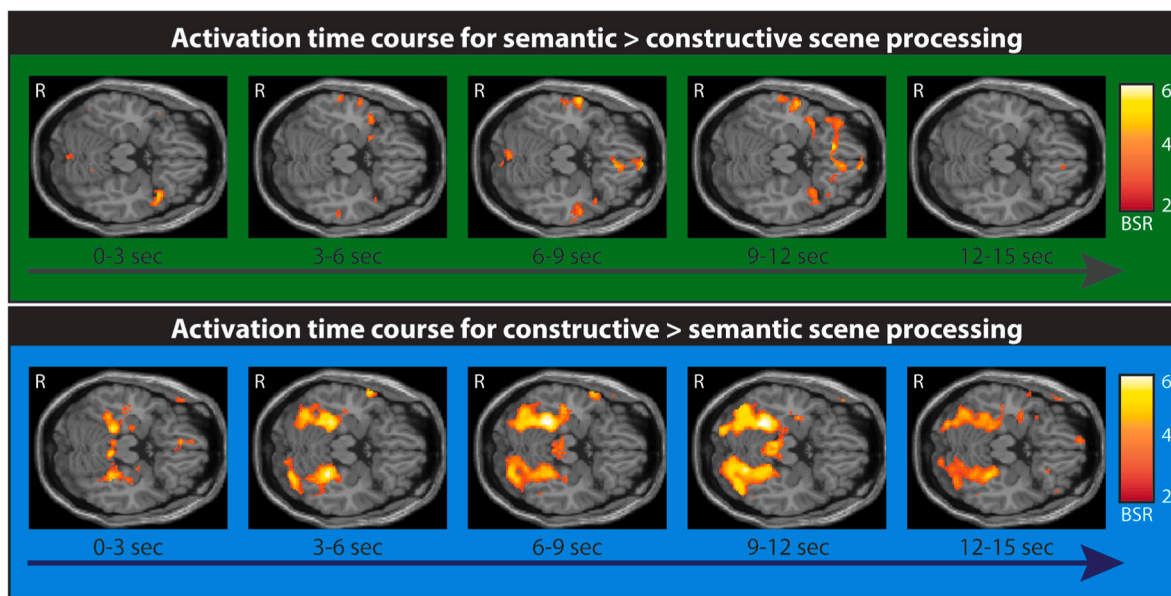 Activation time course for semantic > constructive scene processing
R R R R R
6
4
2
BSR
0-3 sec 3-6 sec 6-9 sec 9-12 sec 12-15 sec
Activation time course for constructive > semantic scene processing
R R R R R
6
4
2
BSR
0-3 sec 3-6 sec 6-9 sec 9-12 sec 12-15 sec